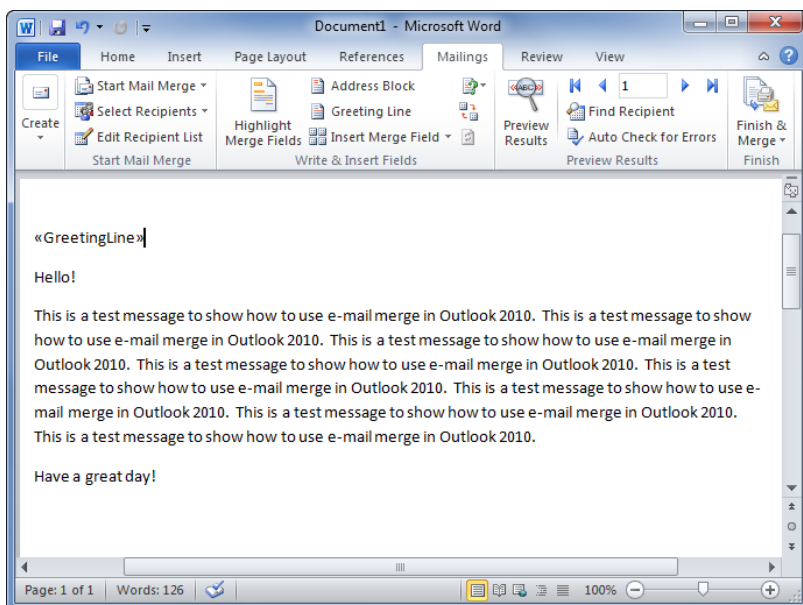 Document1 - Microsoft Word
File Home Insert Page Layout References Mailings Review View
Create
Start Mail Merge
Select Recipients
Edit Recipient List
Start Mail Merge
Highlight
Merge Fields
Address Block
Greeting Line
Insert Merge Field
Write & Insert Fields
«ABC»
Preview
Results
1
Find Recipient
Auto Check for Errors
Preview Results
Finish &
Merge
Finish
«GreetingLine»
Hello!
This is a test message to show how to use e-mail merge in Outlook 2010. This is a test message to show
how to use e-mail merge in Outlook 2010. This is a test message to show how to use e-mail merge in
Outlook 2010. This is a test message to show how to use e-mail merge in Outlook 2010. This is a test
message to show how to use e-mail merge in Outlook 2010. This is a test message to show how to use e-
mail merge in Outlook 2010. This is a test message to show how to use e-mail merge in Outlook 2010.
This is a test message to show how to use e-mail merge in Outlook 2010.
Have a great day!
Page: 1 of 1 Words: 126 100%